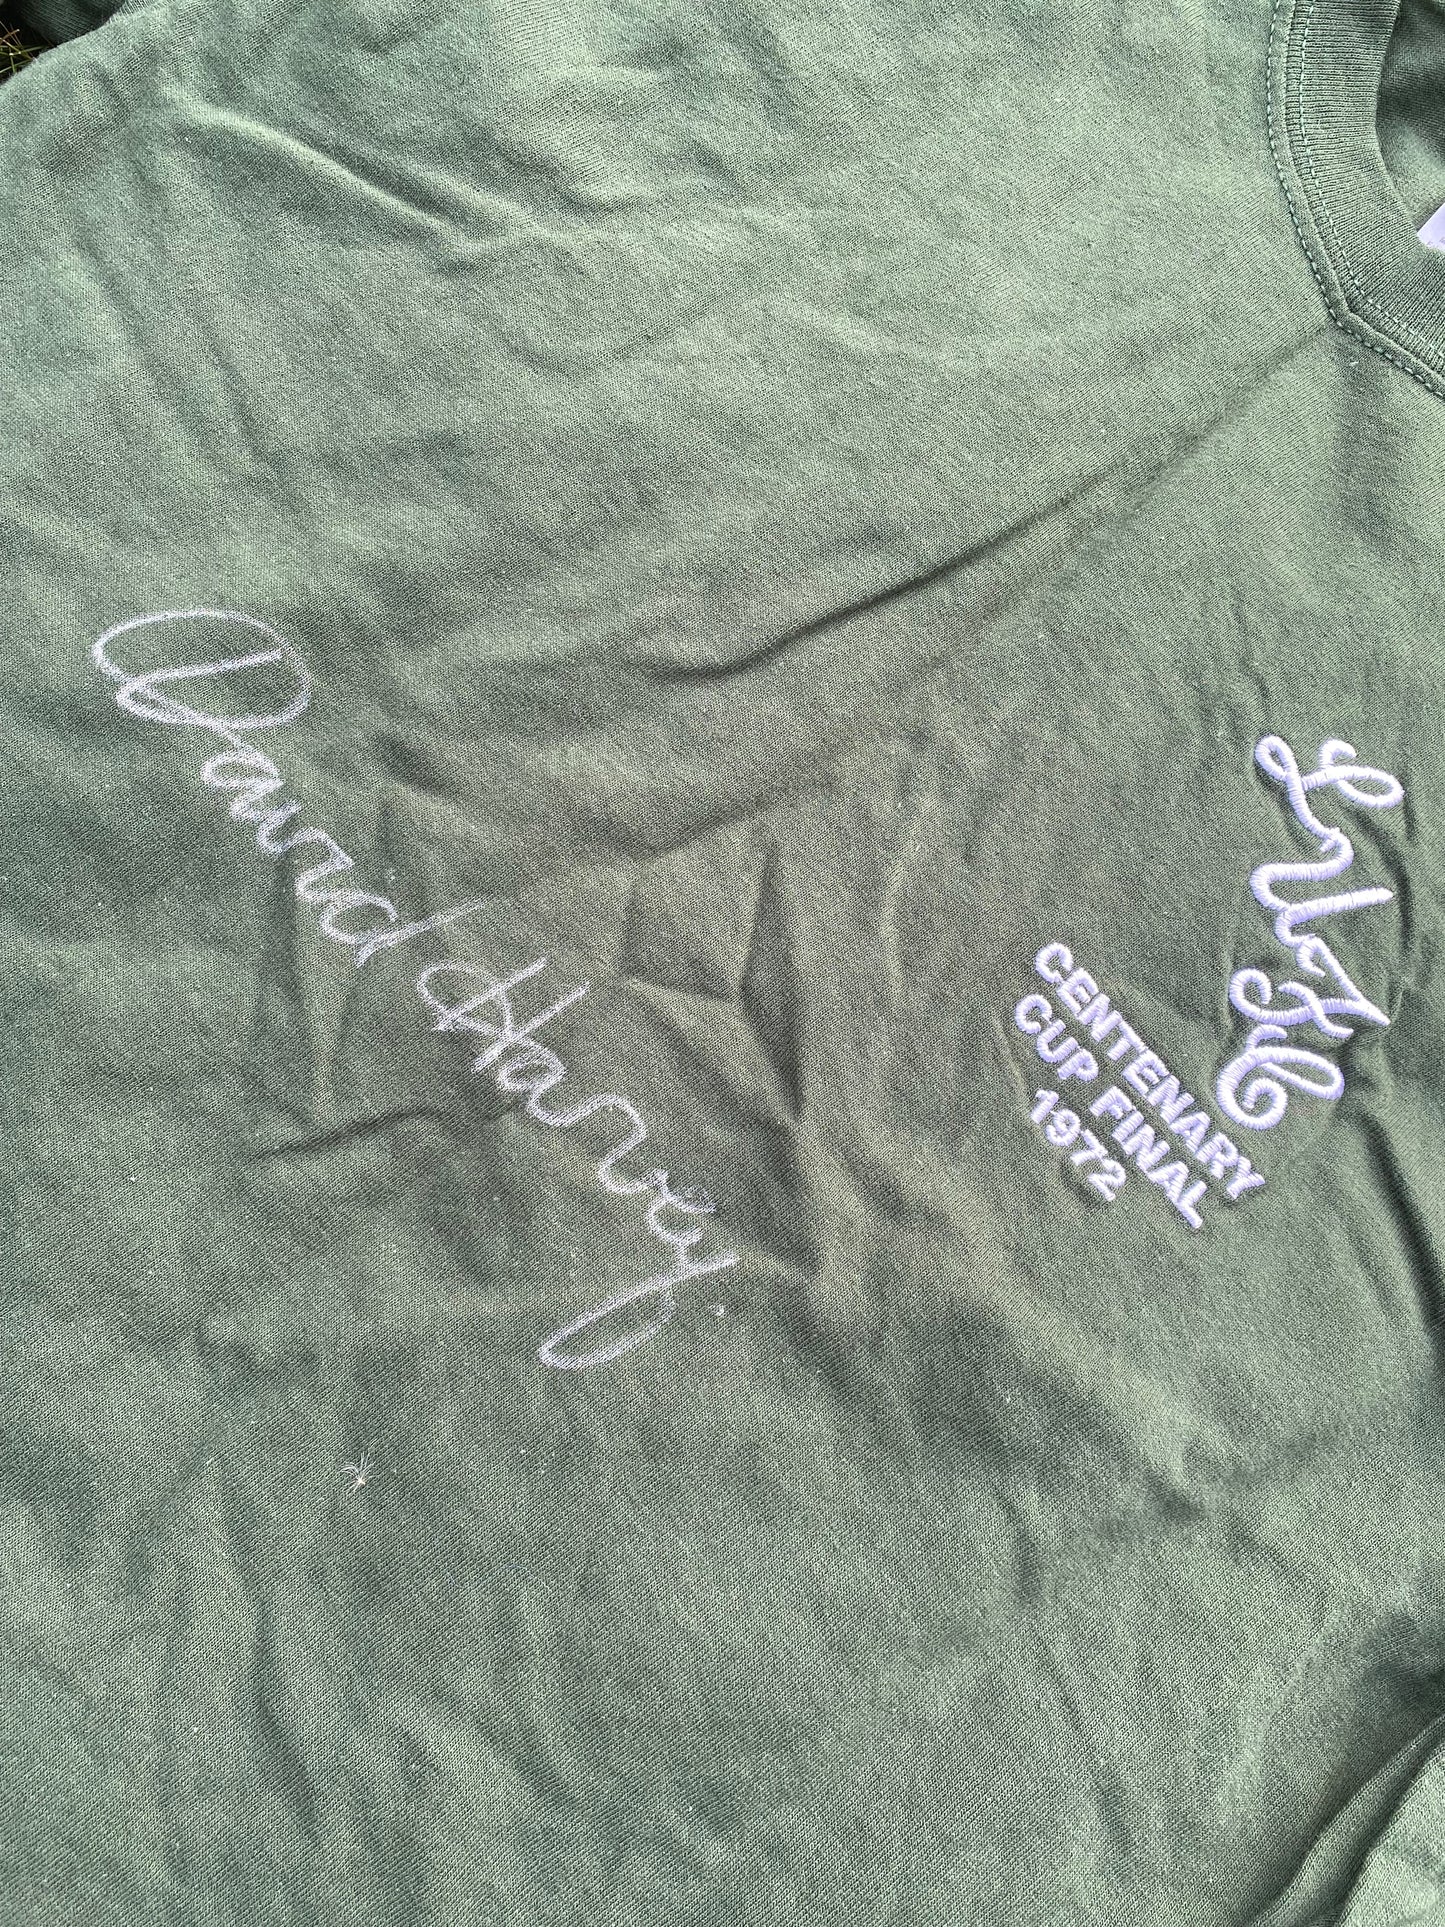 David Harvey
LUFC
CENTENARY
CUP FINAL
1972